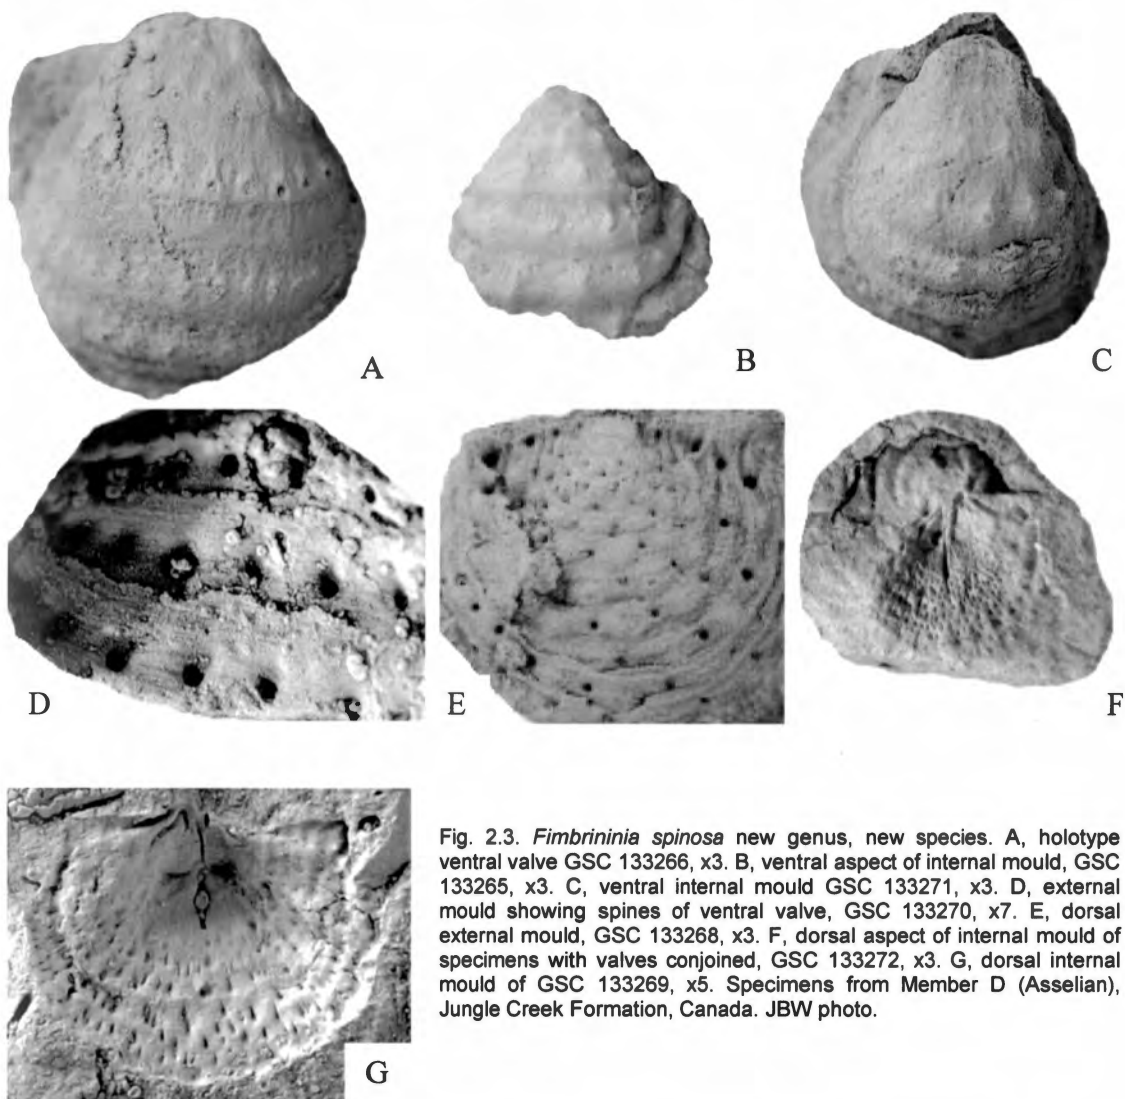 A
B
C
D
E
F
G
Fig. 2.3. Fimbrininia spinosa new genus, new species. A, holotype
ventral valve GSC 133266, x3. B, ventral aspect of internal mould, GSC
133265, x3. C, ventral internal mould GSC 133271, x3. D, external
mould showing spines of ventral valve, GSC 133270, x7. E, dorsal
external mould, GSC 133268, x3. F, dorsal aspect of internal mould of
specimens with valves conjoined, GSC 133272, x3. G, dorsal internal
mould of GSC 133269, x5. Specimens from Member D (Asselian),
Jungle Creek Formation, Canada. JBW photo.